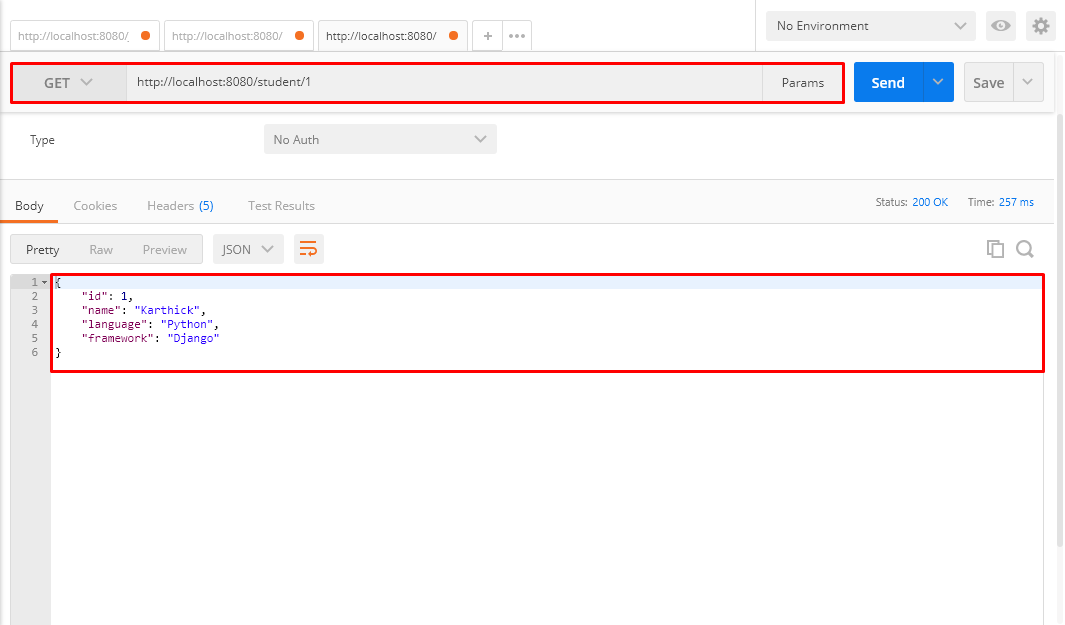 http://localhost:8080/ http://localhost:8080/ http://localhost:8080/ + ••• No Environment
GET http://localhost:8080/student/1 Params Send Save
Type No Auth
Body Cookies Headers (5) Test Results Status: 200 OK Time: 257 ms
Pretty Raw Preview JSON
1 {
2 "id": 1,
3 "name": "Karthick",
4 "language": "Python",
5 "framework": "Django"
6 }